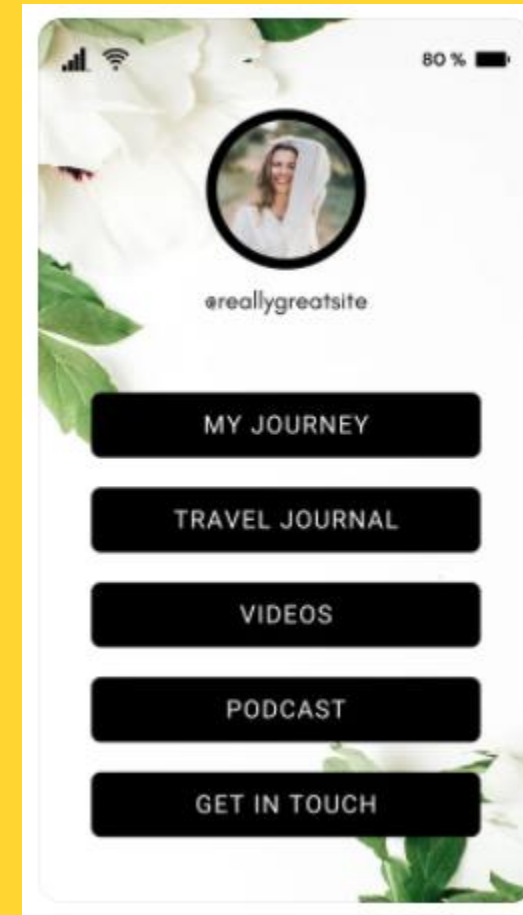 80 %
@reallygreatsite
MY JOURNEY
TRAVEL JOURNAL
VIDEOS
PODCAST
GET IN TOUCH